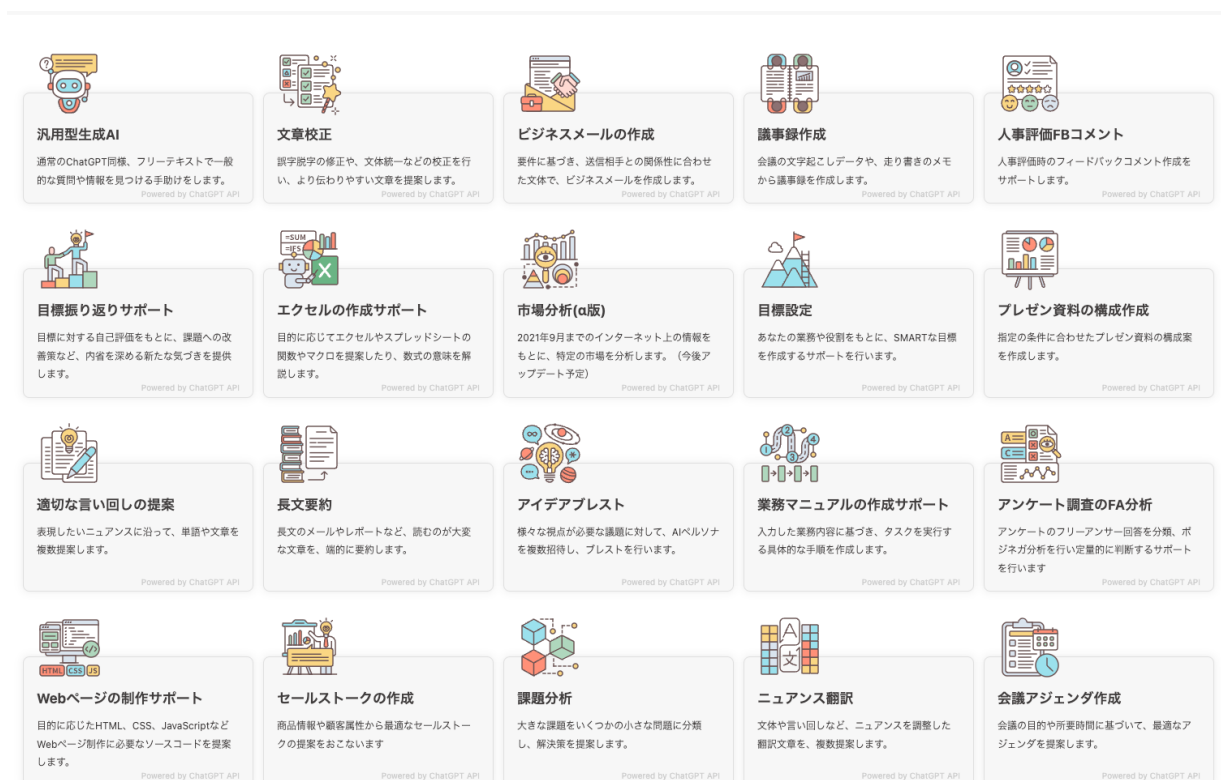 汎用型生成AI
通常のChatGPT同様、フリーテキストで一般
的な質問や情報を見つける手助けをします。
Powered by ChatGPT API
文章校正
誤字脱字の修正や、文体統一などの校正を行
い、より伝わりやすい文章を提案します。
Powered by ChatGPT API
ビジネスメールの作成
要件に基づき、送信相手との関係性に合わせ
た文体で、ビジネスメールを作成します。
Powered by ChatGPT API
議事録作成
会議の文字起こしデータや、走り書きのメモ
から議事録を作成します。
Powered by ChatGPT API
人事評価FBコメント
人事評価時のフィードバックコメント作成を
サポートします。
Powered by ChatGPT API
目標振り返りサポート
目標に対する自己評価をもとに、課題への改
善策など、内省を深める新たな気づきを提供
します。
Powered by ChatGPT API
=SUM
=IFS
X
エクセルの作成サポート
目的に応じてエクセルやスプレッドシートの
関数やマクロを提案したり、数式の意味を解
説します。
Powered by ChatGPT API
市場分析(α版)
2021年9月までのインターネット上の情報を
もとに、特定の市場を分析します。（今後ア
ップデート予定）
Powered by ChatGPT API
目標設定
あなたの業務や役割をもとに、SMARTな目標
を作成するサポートを行います。
Powered by ChatGPT API
プレゼン資料の構成作成
指定の条件に合わせたプレゼン資料の構成案
を作成します。
Powered by ChatGPT API
適切な言い回しの提案
表現したいニュアンスに沿って、単語や文章を
複数提案します。
Powered by ChatGPT API
長文要約
長文のメールやレポートなど、読むのが大変
な文章を、端的に要約します。
Powered by ChatGPT API
アイデアブレスト
様々な視点が必要な議題に対して、AIペルソナ
を複数招待し、ブレストを行います。
Powered by ChatGPT API
1
2
3
4
業務マニュアルの作成サポート
入力した業務内容に基づき、タスクを実行す
る具体的な手順を作成します。
Powered by ChatGPT API
A
C
アンケート調査のFA分析
アンケートのフリーアンサー回答を分類、ポ
ジネガ分析を行い定量的に判断するサポート
を行います
Powered by ChatGPT API
HTML CSS JS
Webページの制作サポート
目的に応じたHTML、CSS、JavaScriptなど
Webページ制作に必要なソースコードを提案
します。
Powered by ChatGPT API
セールストークの作成
商品情報や顧客属性から最適なセールストー
クの提案をおこないます
Powered by ChatGPT API
課題分析
大きな課題をいくつかの小さな問題に分類
し、解決策を提案します。
Powered by ChatGPT API
A
文
ニュアンス翻訳
文体や言い回しなど、ニュアンスを調整した
翻訳文章を、複数提案します。
Powered by ChatGPT API
会議アジェンダ作成
会議の目的や所要時間に基づいて、最適なア
ジェンダを提案します。
Powered by ChatGPT API